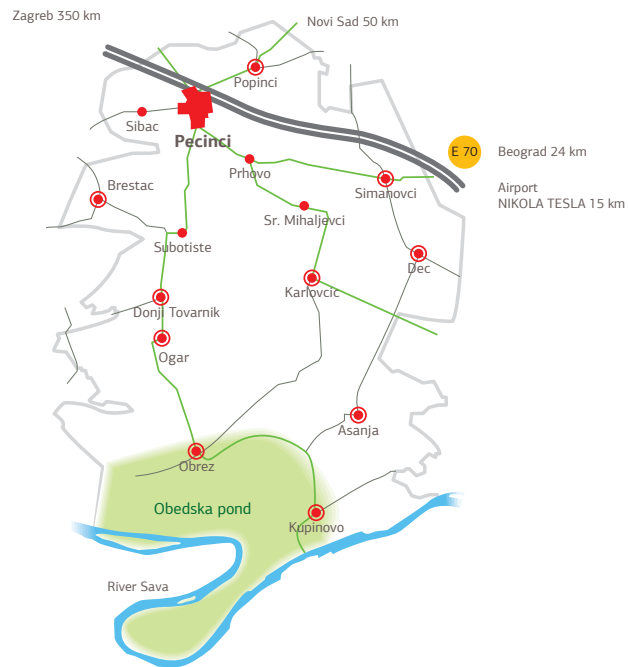 Zagreb 350 km
Novi Sad 50 km
Popinci
Sibac
Pecinci
E 70
Beograd 24 km
Prhovo
Simanovci
Airport
NIKOLA TESLA 15 km
Brestac
Sr. Mihaljevci
Subotiste
Dec
Karlovcic
Donji Tovarnik
Ogar
Asanja
Obrez
Obedska pond
Kupinovo
River Sava